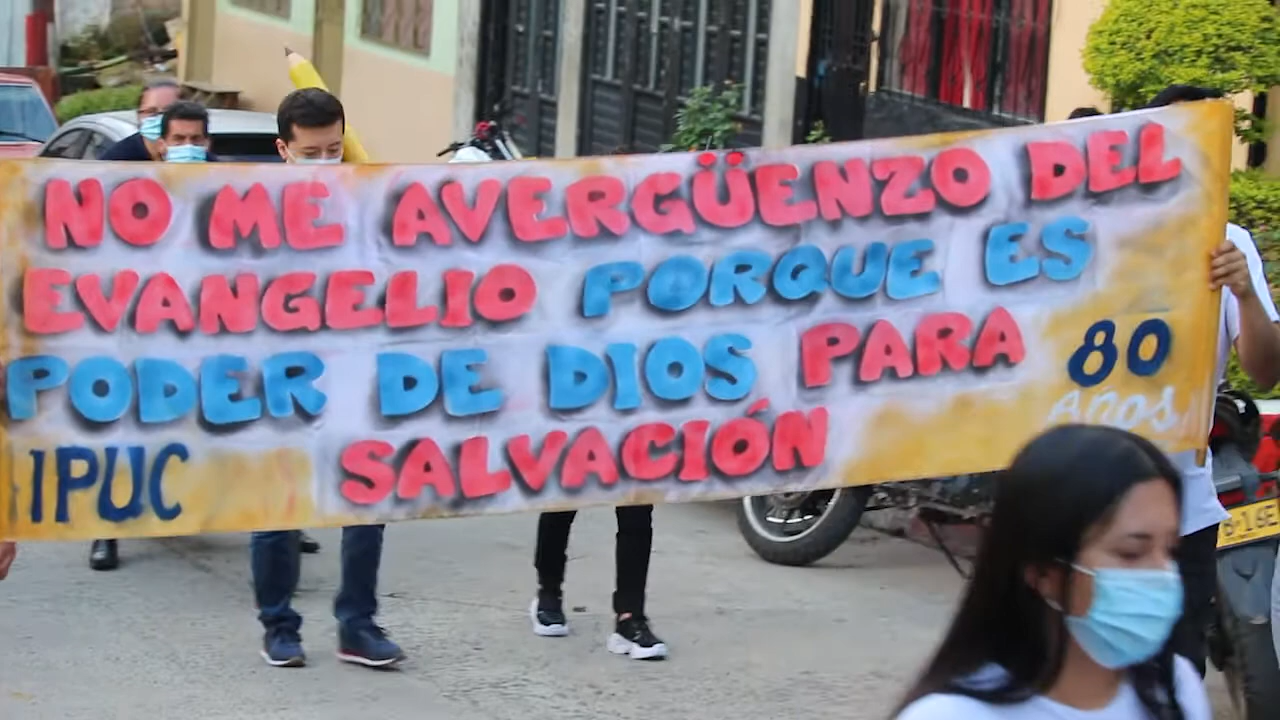 NO ME AVERGÜENZO DEL
EVANGELIO PORQUE ES
PODER DE DIOS PARA
80
Años
SALVACIÓN
IPUC